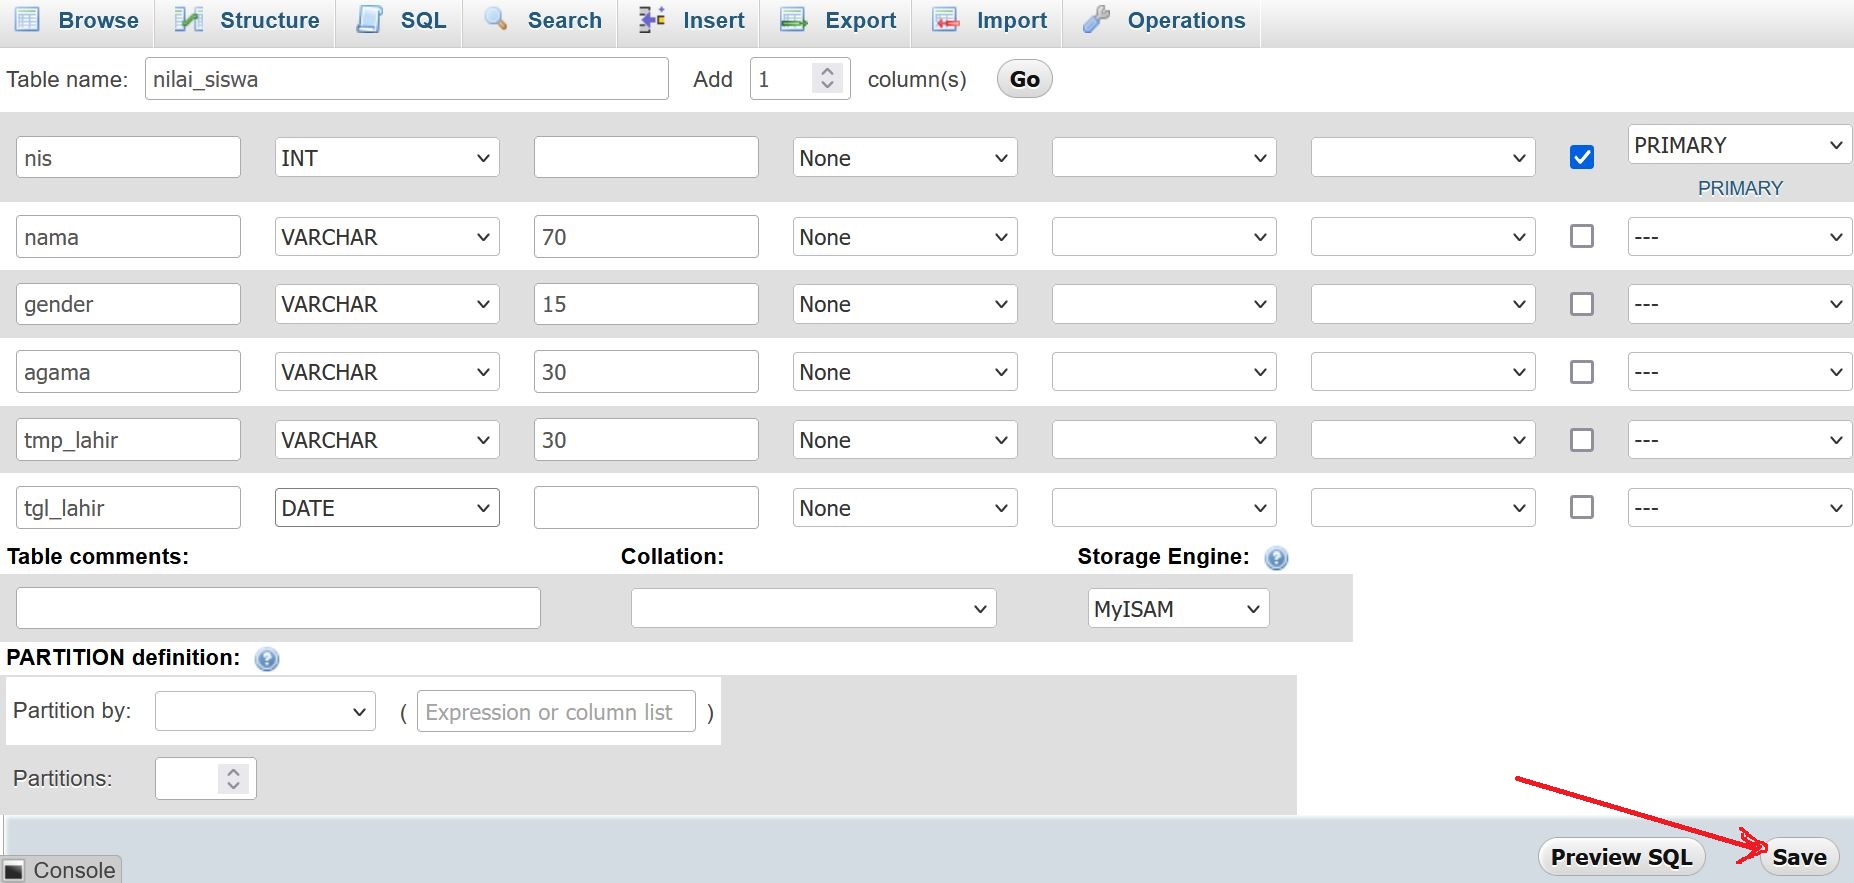 Browse Structure SQL Search Insert Export Import Operations
Table name: nilai_siswa Add 1 column(s) Go
nis INT None PRIMARY
PRIMARY
nama VARCHAR 70 None ---
gender VARCHAR 15 None ---
agama VARCHAR 30 None ---
tmp_lahir VARCHAR 30 None ---
tgl_lahir DATE None ---
Table comments: Collation: Storage Engine:
MyISAM
PARTITION definition:
Partition by: ( Expression or column list )
Partitions:
Preview SQL Save
Console